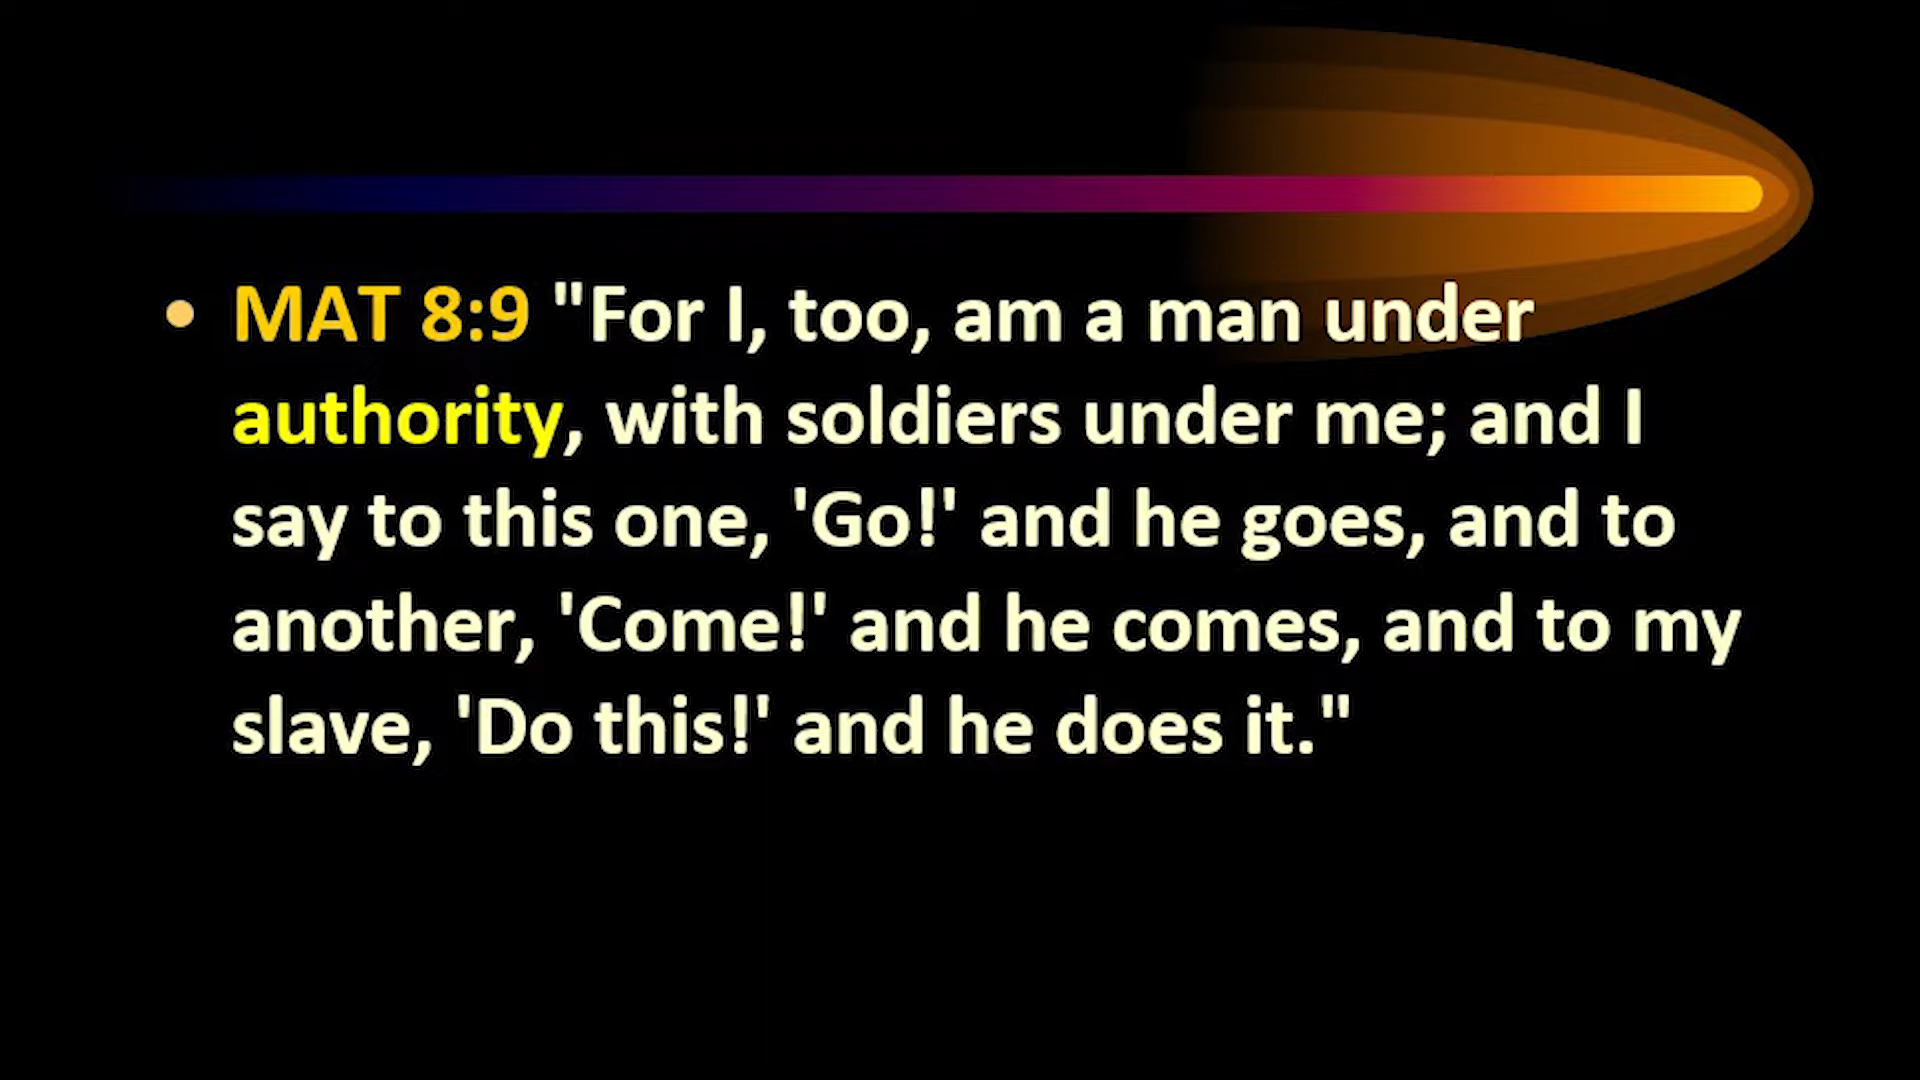 • MAT 8:9 "For I, too, am a man under
authority, with soldiers under me; and I
say to this one, 'Go!' and he goes, and to
another, 'Come!' and he comes, and to my
slave, 'Do this!' and he does it."